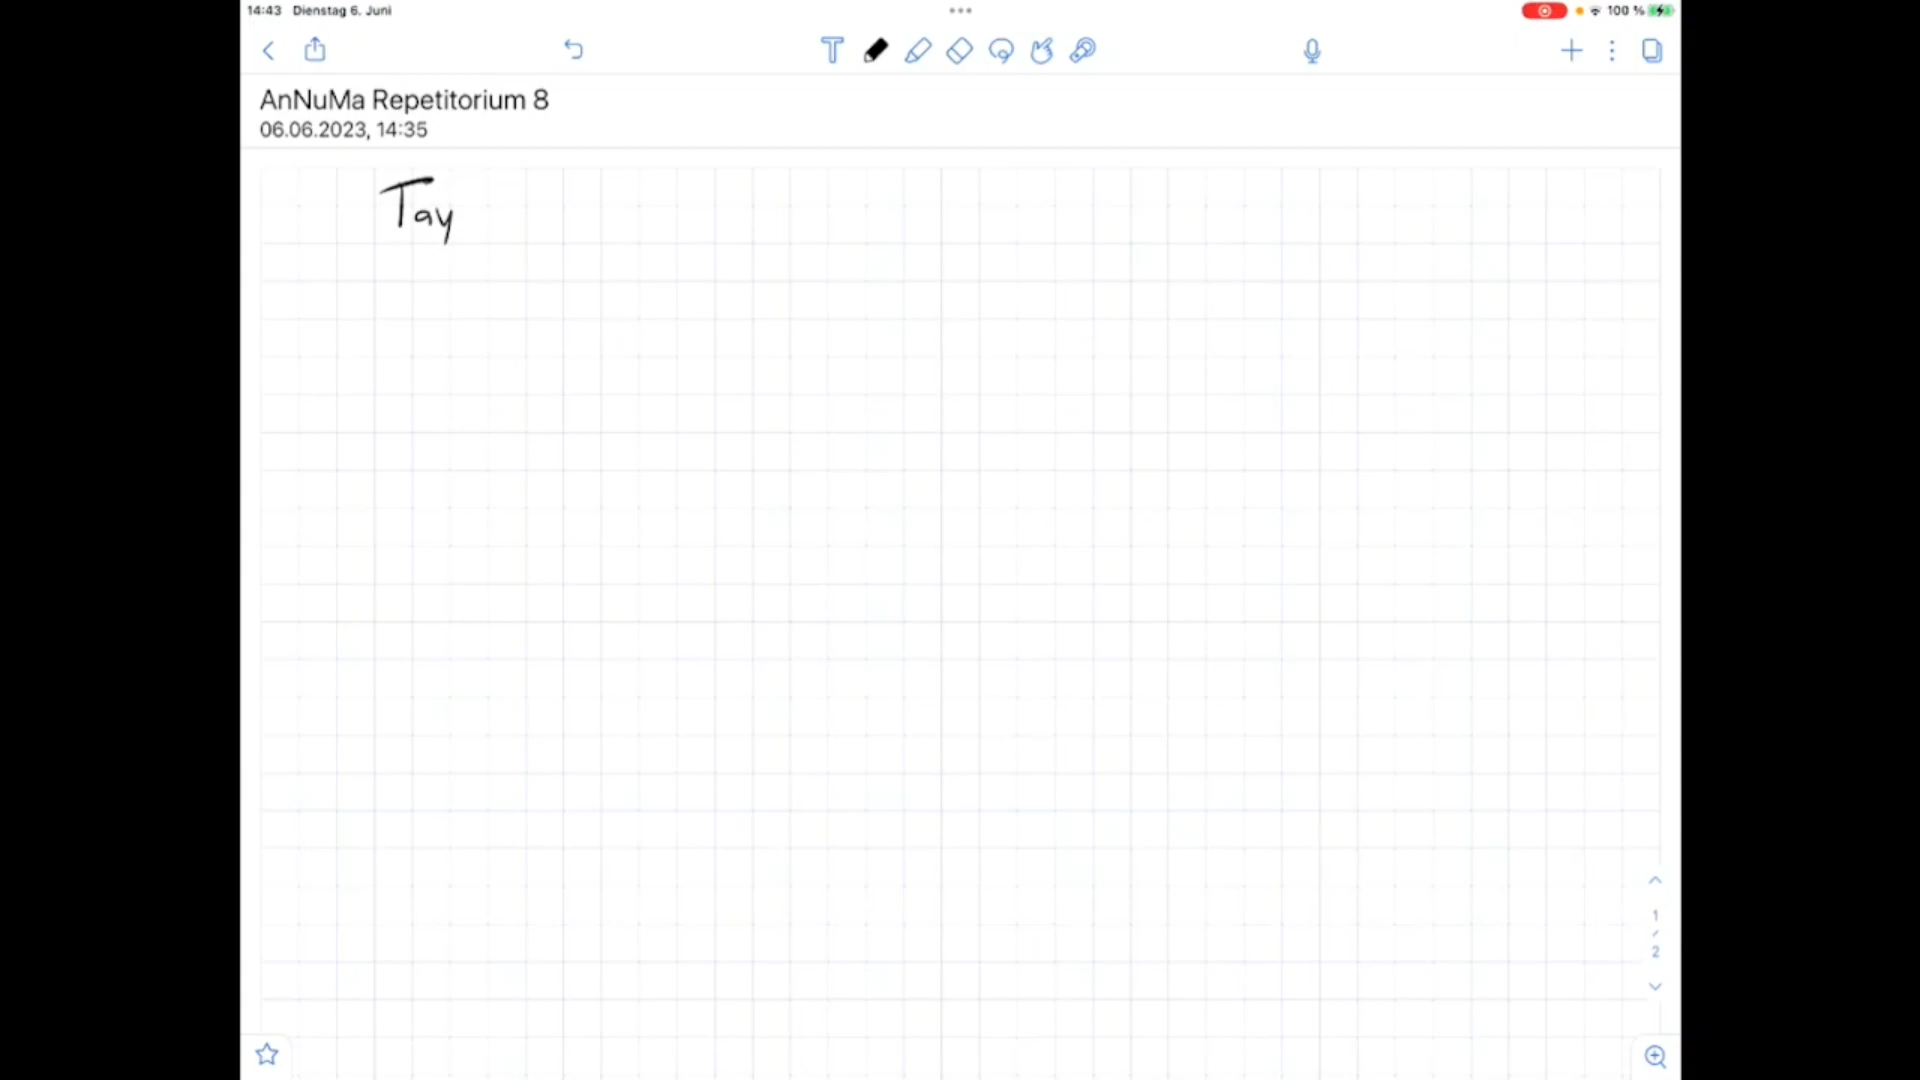 14:43 Dienstag 6. Juni
100 %
AnNuMa Repetitorium 8
06.06.2023, 14:35
Tay
1
/
2